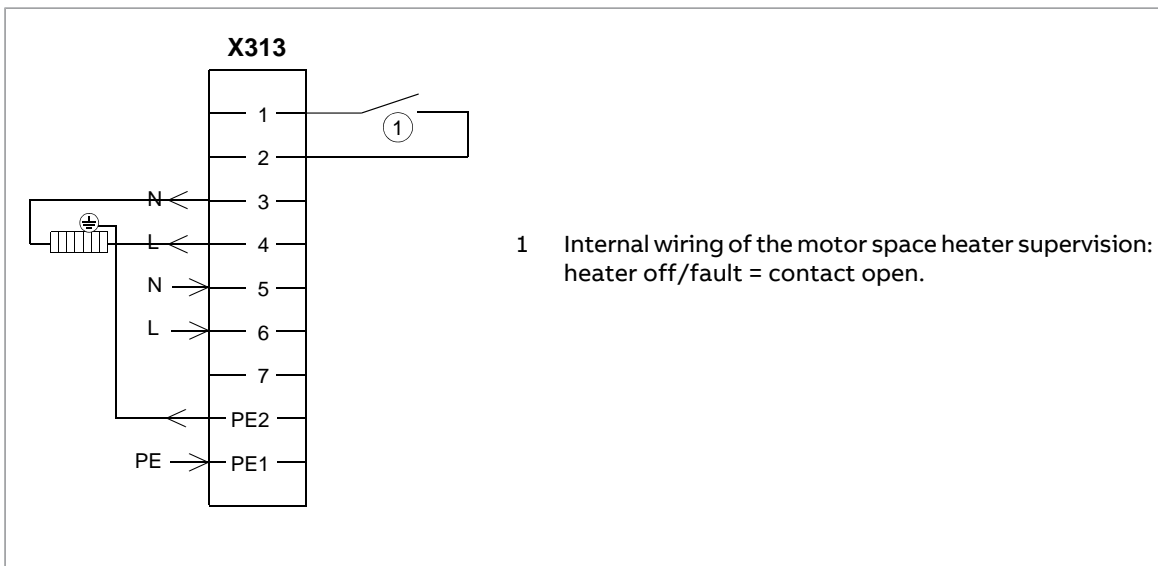 X313
1
1
2
N 3
L 4
N 5
L 6
7
PE2
PE PE1
1 Internal wiring of the motor space heater supervision:
heater off/fault = contact open.